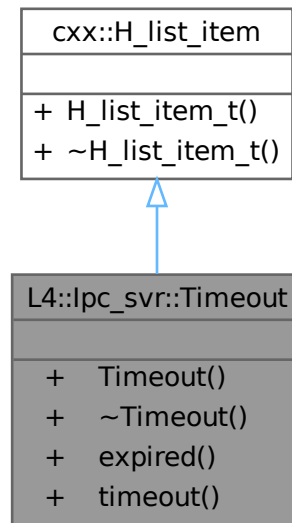 cxx::H_list_item
+ H_list_item_t()
+ ~H_list_item_t()
L4::Ipc_svr::Timeout
+ Timeout()
+ ~Timeout()
+ expired()
+ timeout()